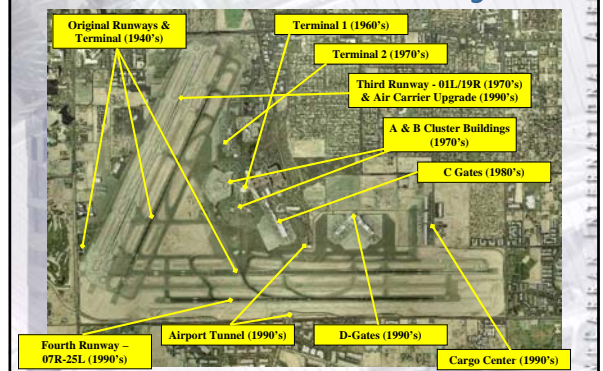 Original Runways &
Terminal (1940's)
Terminal 1 (1960's)
Terminal 2 (1970's)
Third Runway - 01L/19R (1970's)
& Air Carrier Upgrade (1990's)
A & B Cluster Buildings
(1970's)
C Gates (1980's)
Fourth Runway –
07R-25L (1990's)
Airport Tunnel (1990's)
D-Gates (1990's)
Cargo Center (1990's)